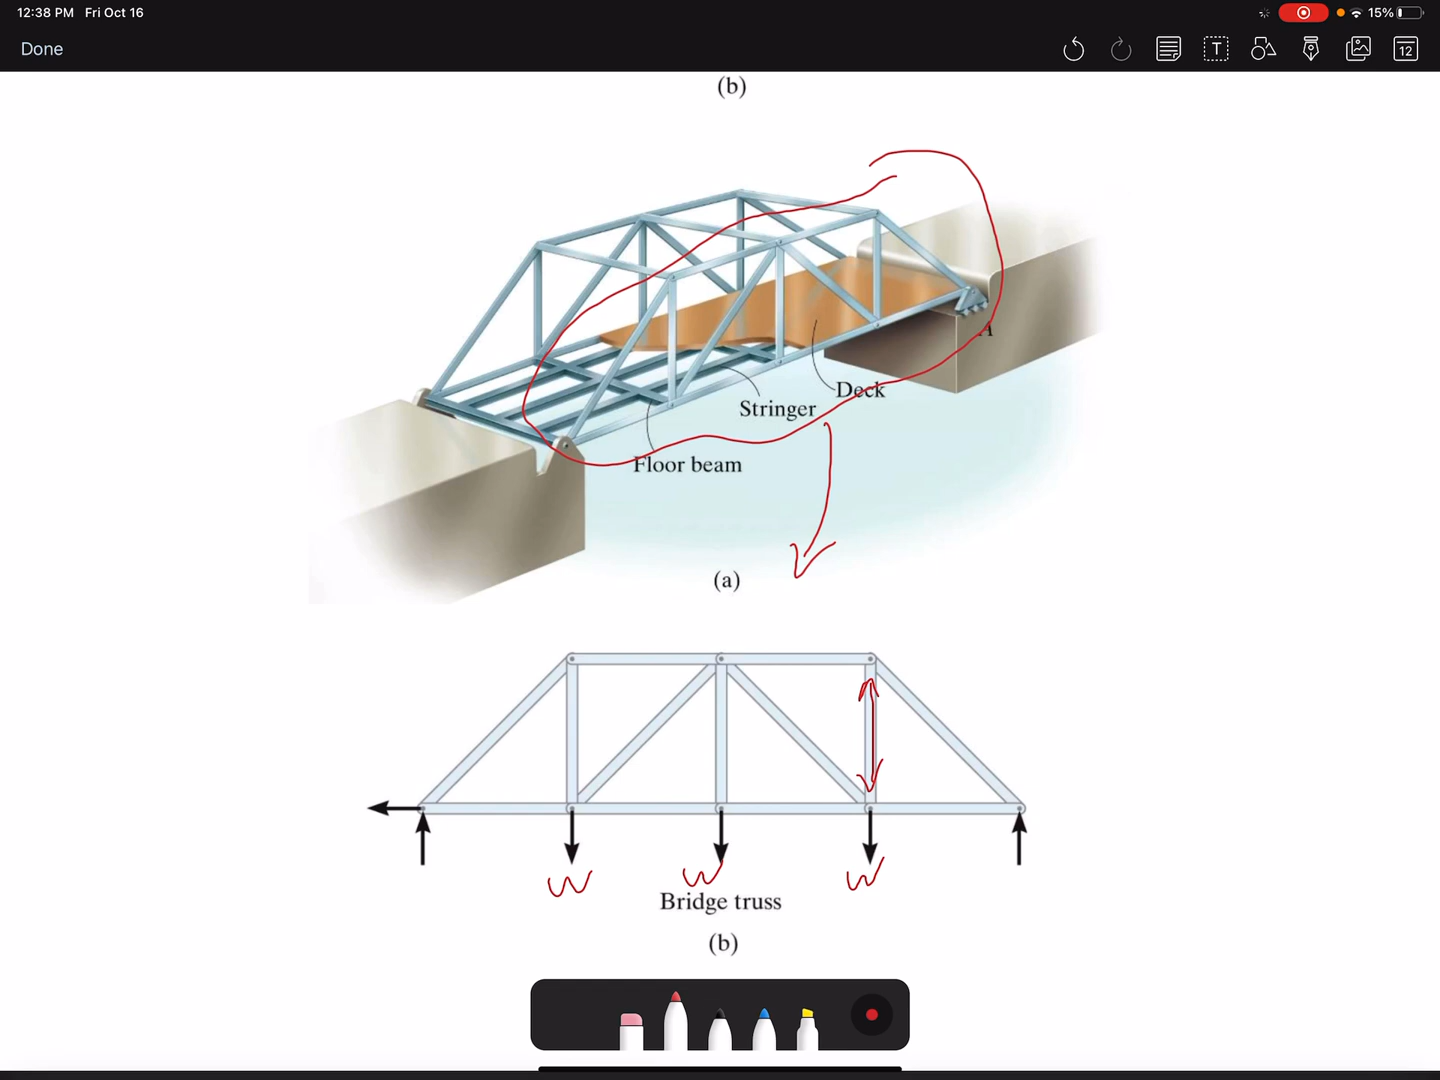 12:38 PM Fri Oct 16
15%
Done
T
12
(b)
A
Deck
Stringer
Floor beam
(a)
W W W
Bridge truss
(b)